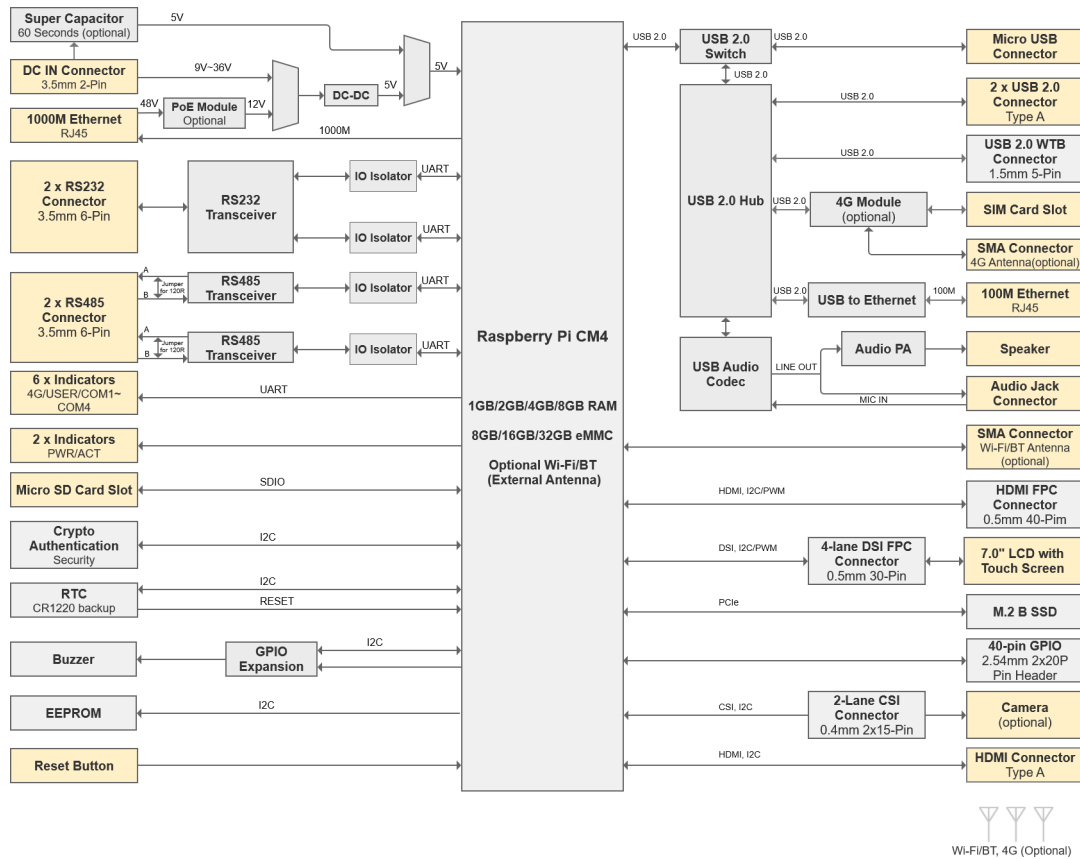 Super Capacitor
60 Seconds (optional)
5V
DC IN Connector
3.5mm 2-Pin
9V~36V
48V
PoE Module
Optional
12V
DC-DC
5V
5V
1000M Ethernet
RJ45
1000M
2 x RS232
Connector
3.5mm 6-Pin
RS232
Transceiver
IO Isolator
UART
IO Isolator
UART
2 x RS485
Connector
3.5mm 6-Pin
A
B
Jumper
for 120R
RS485
Transceiver
IO Isolator
UART
A
B
Jumper
for 120R
RS485
Transceiver
IO Isolator
UART
6 x Indicators
4G/USER/COM1~
COM4
UART
2 x Indicators
PWR/ACT
Micro SD Card Slot
SDIO
Crypto
Authentication
Security
I2C
RTC
CR1220 backup
I2C
RESET
Buzzer
GPIO
Expansion
I2C
EEPROM
I2C
Reset Button
Raspberry Pi CM4
1GB/2GB/4GB/8GB RAM
8GB/16GB/32GB eMMC
Optional Wi-Fi/BT
(External Antenna)
USB 2.0
USB 2.0
Switch
USB 2.0
Micro USB
Connector
USB 2.0
USB 2.0 Hub
USB 2.0
2 x USB 2.0
Connector
Type A
USB 2.0
USB 2.0 WTB
Connector
1.5mm 5-Pin
USB 2.0
4G Module
(optional)
SIM Card Slot
SMA Connector
4G Antenna(optional)
USB 2.0
USB to Ethernet
100M
100M Ethernet
RJ45
USB Audio
Codec
LINE OUT
Audio PA
Speaker
MIC IN
Audio Jack
Connector
SMA Connector
Wi-Fi/BT Antenna
(optional)
HDMI, I2C/PWM
HDMI FPC
Connector
0.5mm 40-Pim
DSI, I2C/PWM
4-lane DSI FPC
Connector
0.5mm 30-Pin
7.0" LCD with
Touch Screen
PCIe
M.2 B SSD
40-pin GPIO
2.54mm 2x20P
Pin Header
CSI, I2C
2-Lane CSI
Connector
0.4mm 2x15-Pin
Camera
(optional)
HDMI, I2C
HDMI Connector
Type A
Wi-Fi/BT, 4G (Optional)